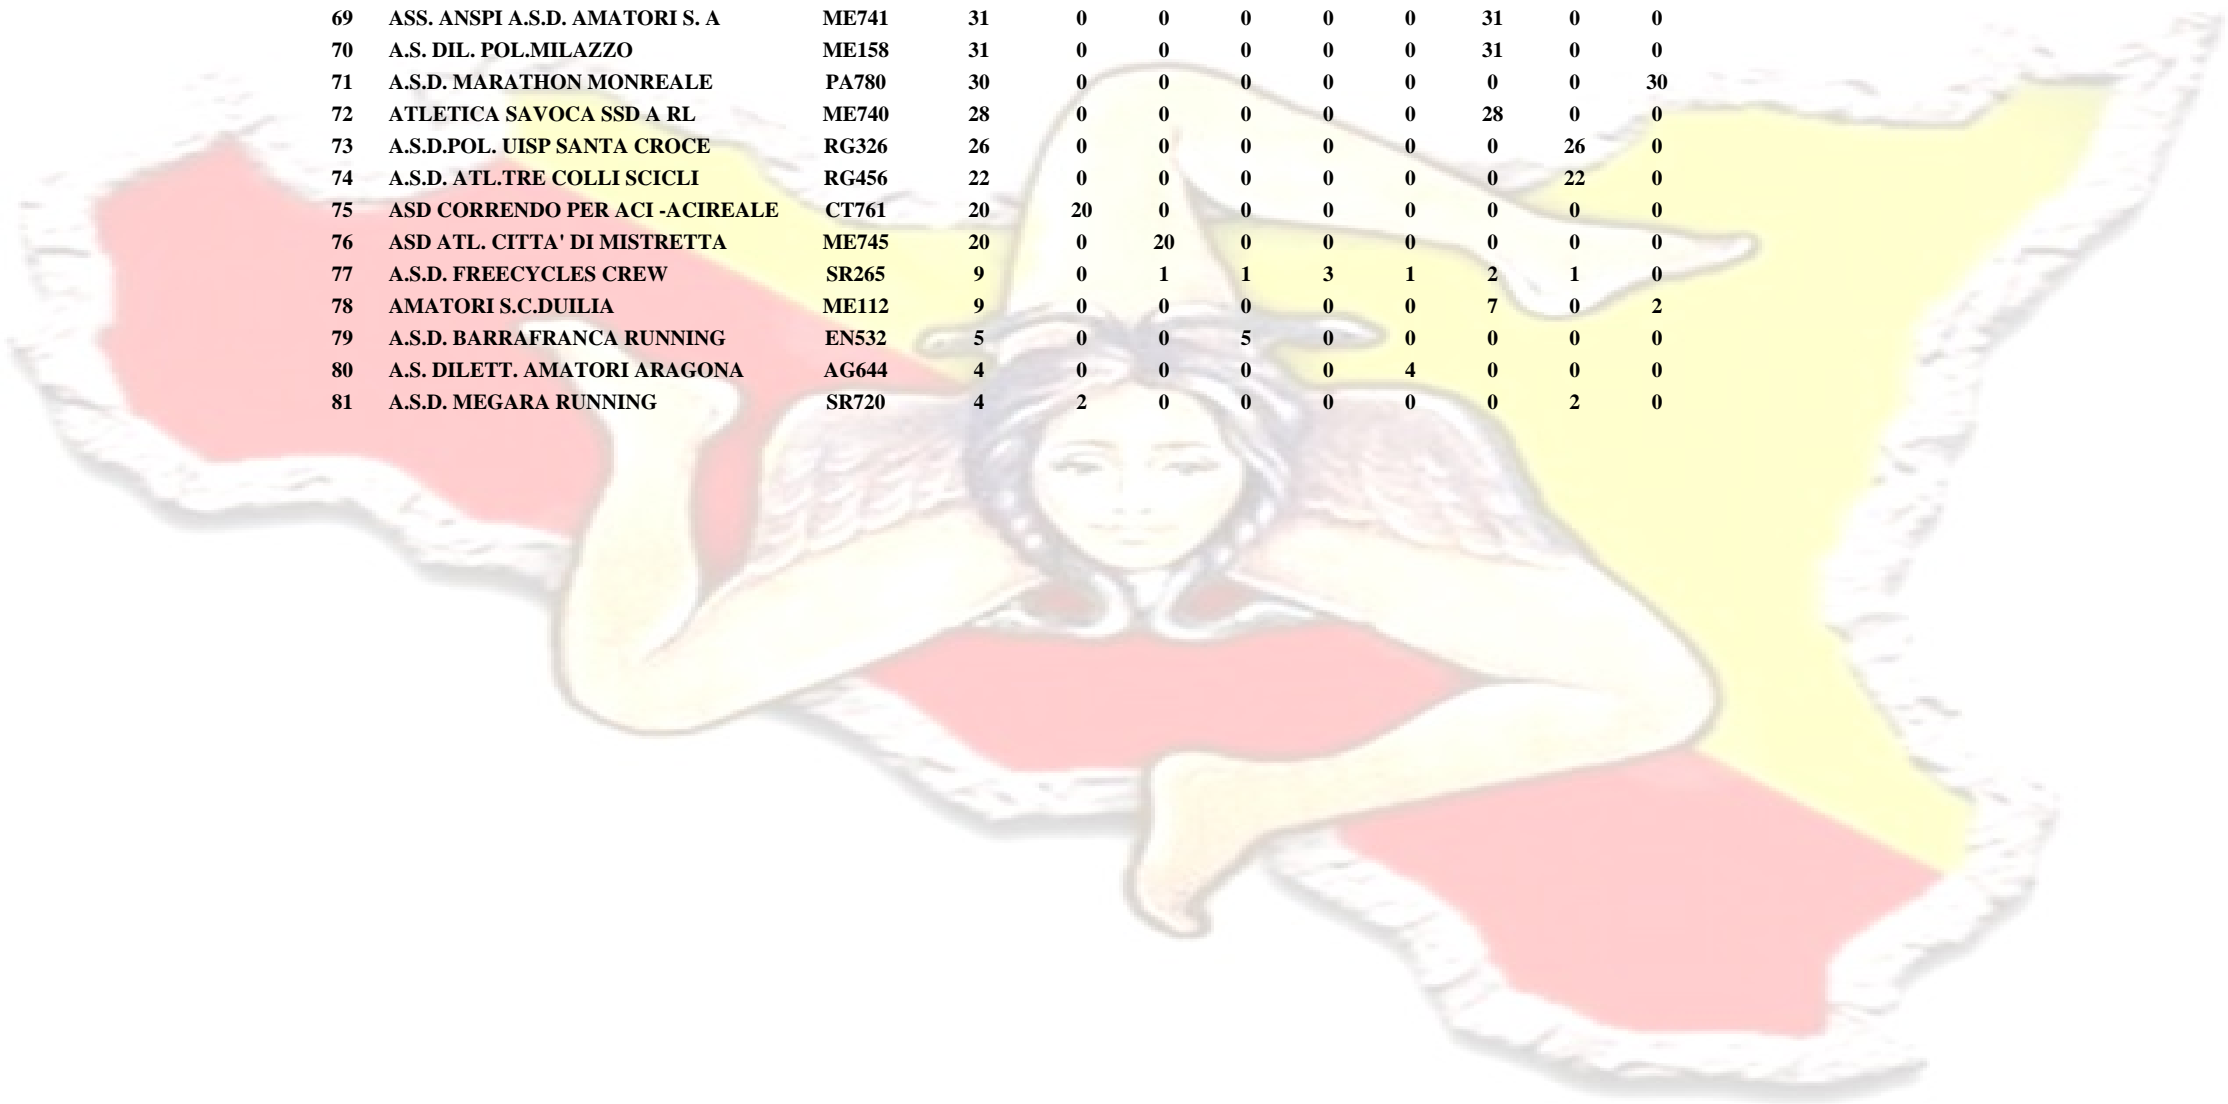 69 ASS. ANSPI A.S.D. AMATORI S. A ME741 31 0 0 0 0 0 31 0 0
70 A.S. DIL. POL.MILAZZO ME158 31 0 0 0 0 0 31 0 0
71 A.S.D. MARATHON MONREALE PA780 30 0 0 0 0 0 0 0 30
72 ATLETICA SAVOCA SSD A RL ME740 28 0 0 0 0 0 28 0 0
73 A.S.D.POL. UISP SANTA CROCE RG326 26 0 0 0 0 0 0 26 0
74 A.S.D. ATL.TRE COLLI SCICLI RG456 22 0 0 0 0 0 0 22 0
75 ASD CORRENDO PER ACI -ACIREALE CT761 20 20 0 0 0 0 0 0 0
76 ASD ATL. CITTA' DI MISTRETTA ME745 20 0 20 0 0 0 0 0 0
77 A.S.D. FREECYCLES CREW SR265 9 0 1 1 3 1 2 1 0
78 AMATORI S.C.DUILIA ME112 9 0 0 0 0 0 7 0 2
79 A.S.D. BARRAFRANCA RUNNING EN532 5 0 0 5 0 0 0 0 0
80 A.S. DILETT. AMATORI ARAGONA AG644 4 0 0 0 0 4 0 0 0
81 A.S.D. MEGARA RUNNING SR720 4 2 0 0 0 0 0 2 0